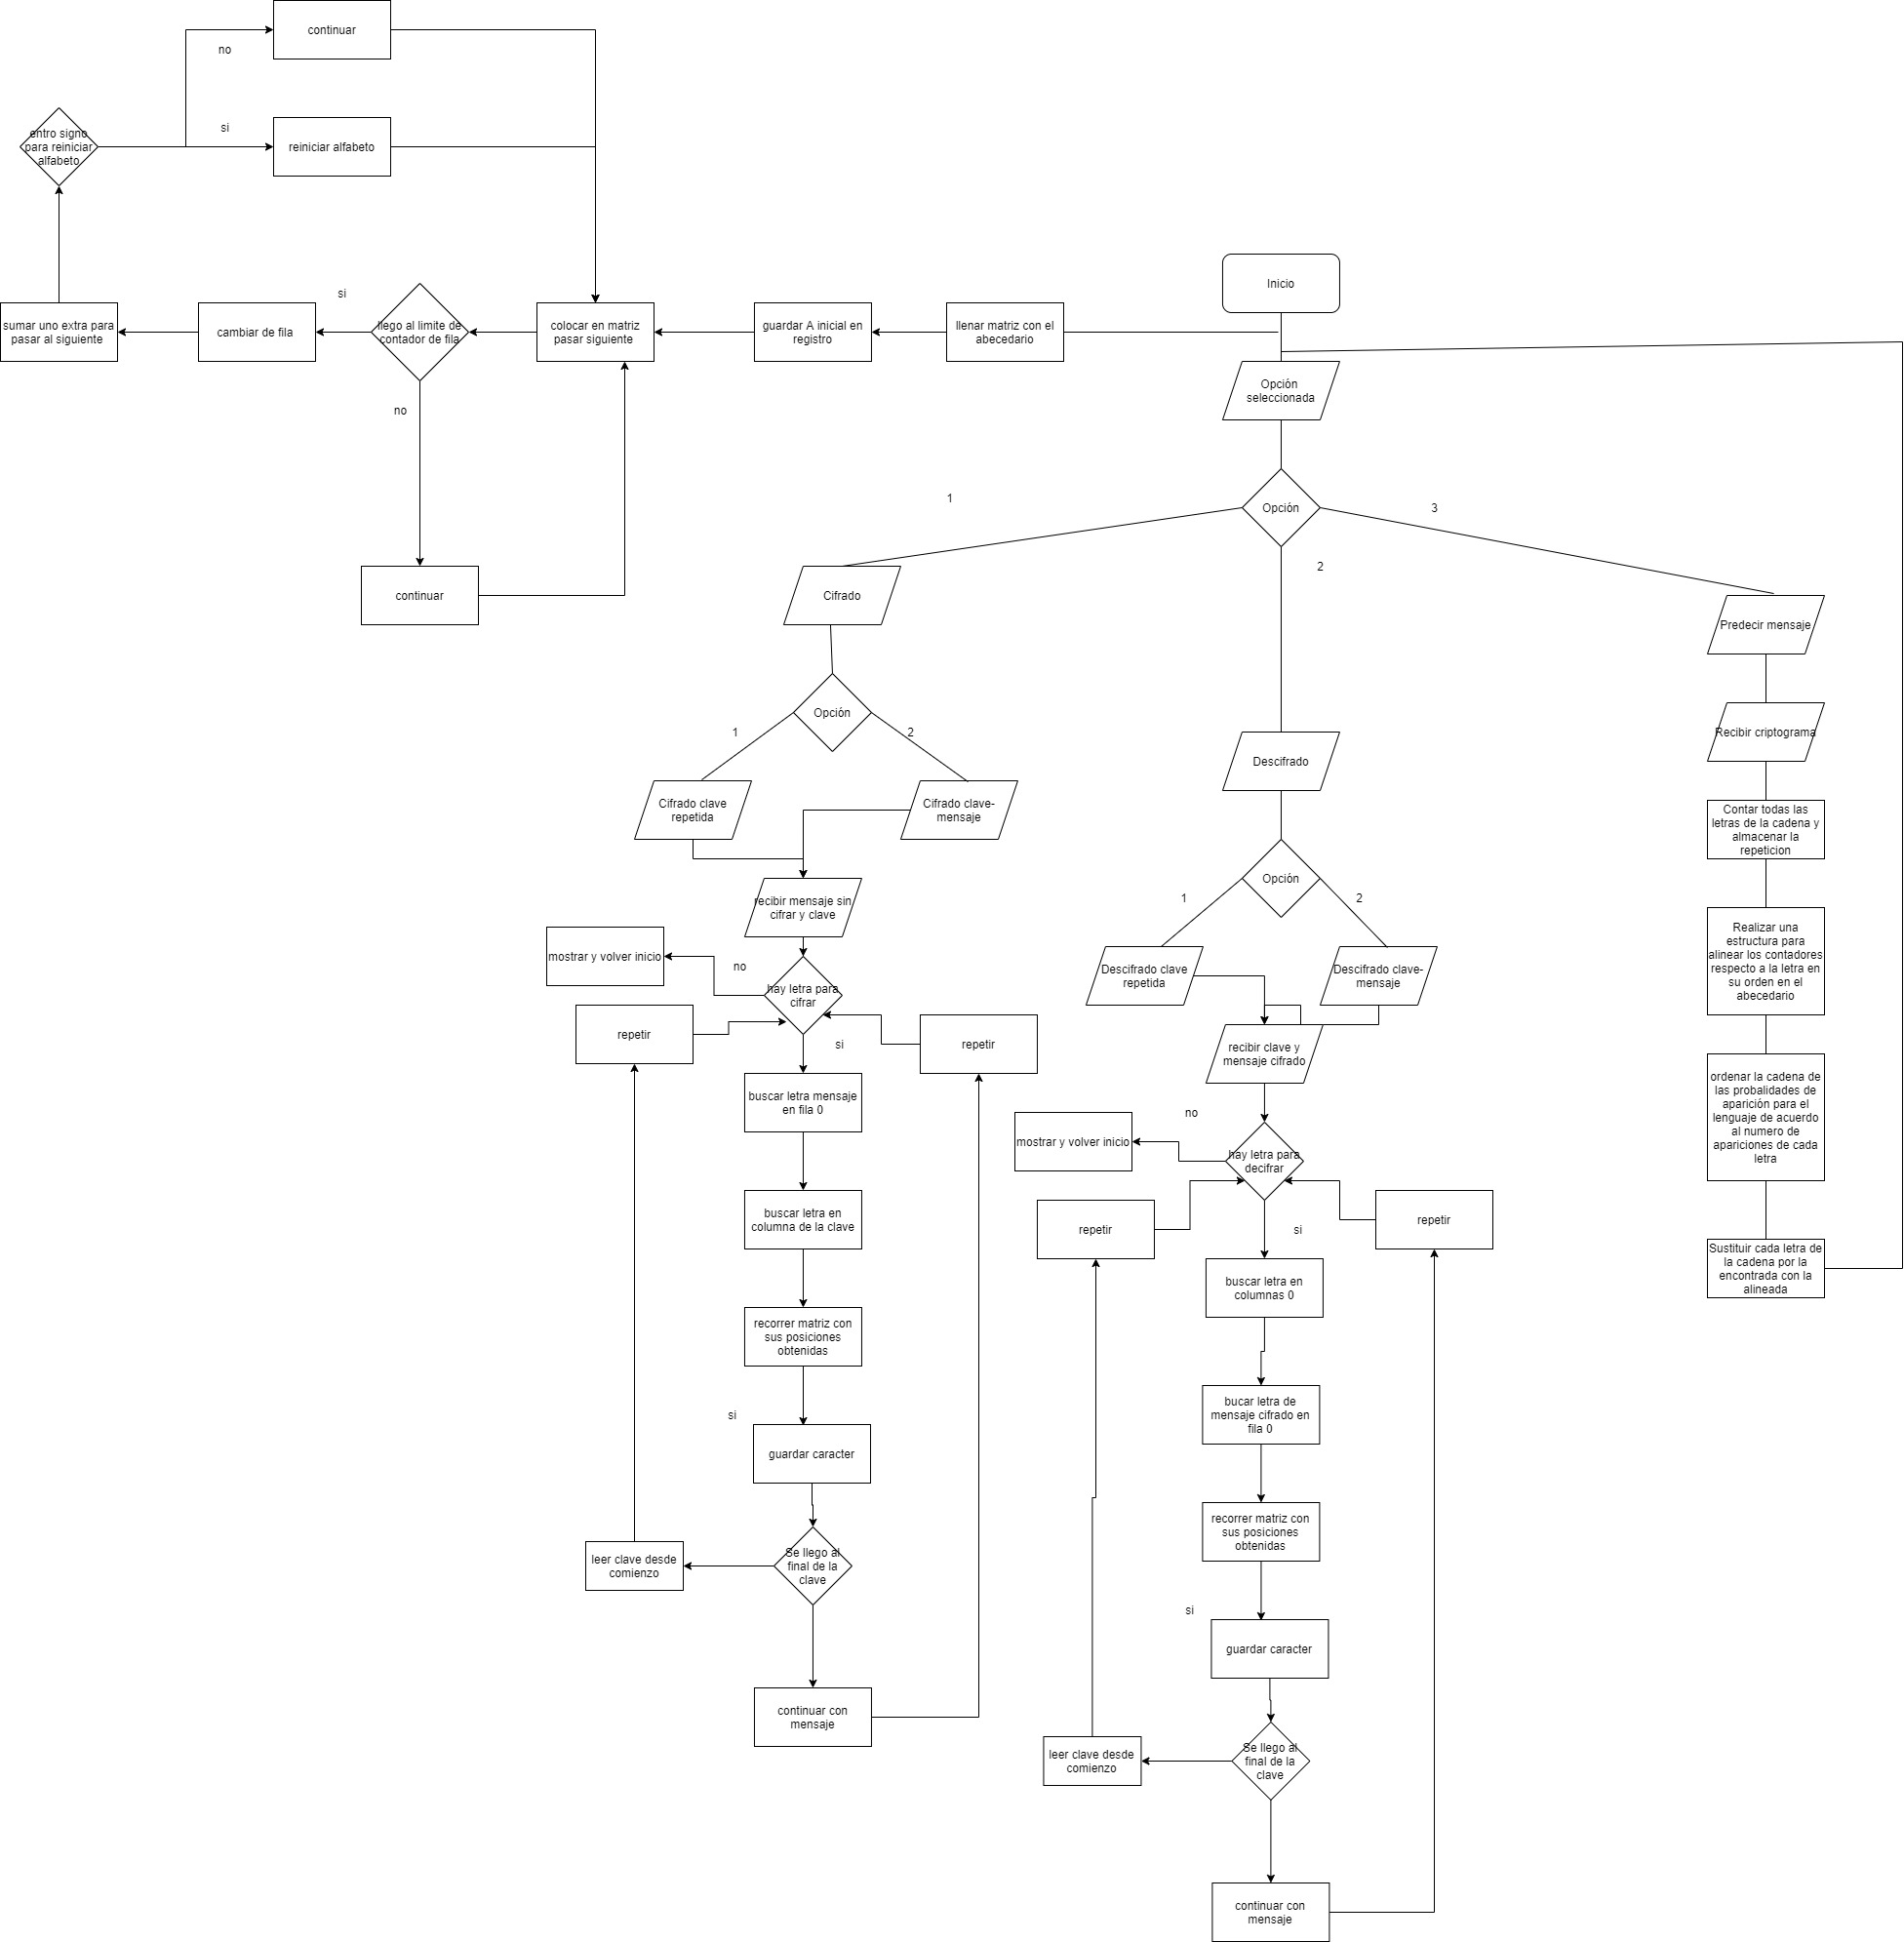 continuar
no
si
entro signo
para reiniciar
alfabeto
reiniciar alfabeto
Inicio
si
sumar uno extra para
pasar al siguiente
cambiar de fila
llego al limite de
contador de fila
colocar en matriz
pasar siguiente
guardar A inicial en
registro
llenar matriz con el
abecedario
Opción
seleccionada
no
1
Opción
3
2
continuar
Cifrado
Predecir mensaje
Opción
1
2
Recibir criptograma
Descifrado
Cifrado clave
repetida
Cifrado clave-
mensaje
Contar todas las
letras de la cadena y
almacenar la
repeticion
Opción
1
2
recibir mensaje sin
cifrar y clave
Realizar una
estructura para
alinear los contadores
respecto a la letra en
su orden en el
abecedario
mostrar y volver inicio
no
hay letra para
cifrar
Descifrado clave
repetida
Descifrado clave-
mensaje
repetir
si
repetir
recibir clave y
mensaje cifrado
buscar letra mensaje
en fila 0
ordenar la cadena de
las probalidades de
aparición para el
lenguaje de acuerdo
al numero de
apariciones de cada
letra
no
mostrar y volver inicio
hay letra para
decifrar
buscar letra en
columna de la clave
repetir
si
repetir
Sustituir cada letra de
la cadena por la
encontrada con la
alineada
buscar letra en
columnas 0
recorrer matriz con
sus posiciones
obtenidas
si
bucar letra de
mensaje cifrado en
fila 0
guardar caracter
recorrer matriz con
sus posiciones
obtenidas
leer clave desde
comienzo
Se llego al
final de la
clave
si
guardar caracter
continuar con
mensaje
leer clave desde
comienzo
Se llego al
final de la
clave
continuar con
mensaje